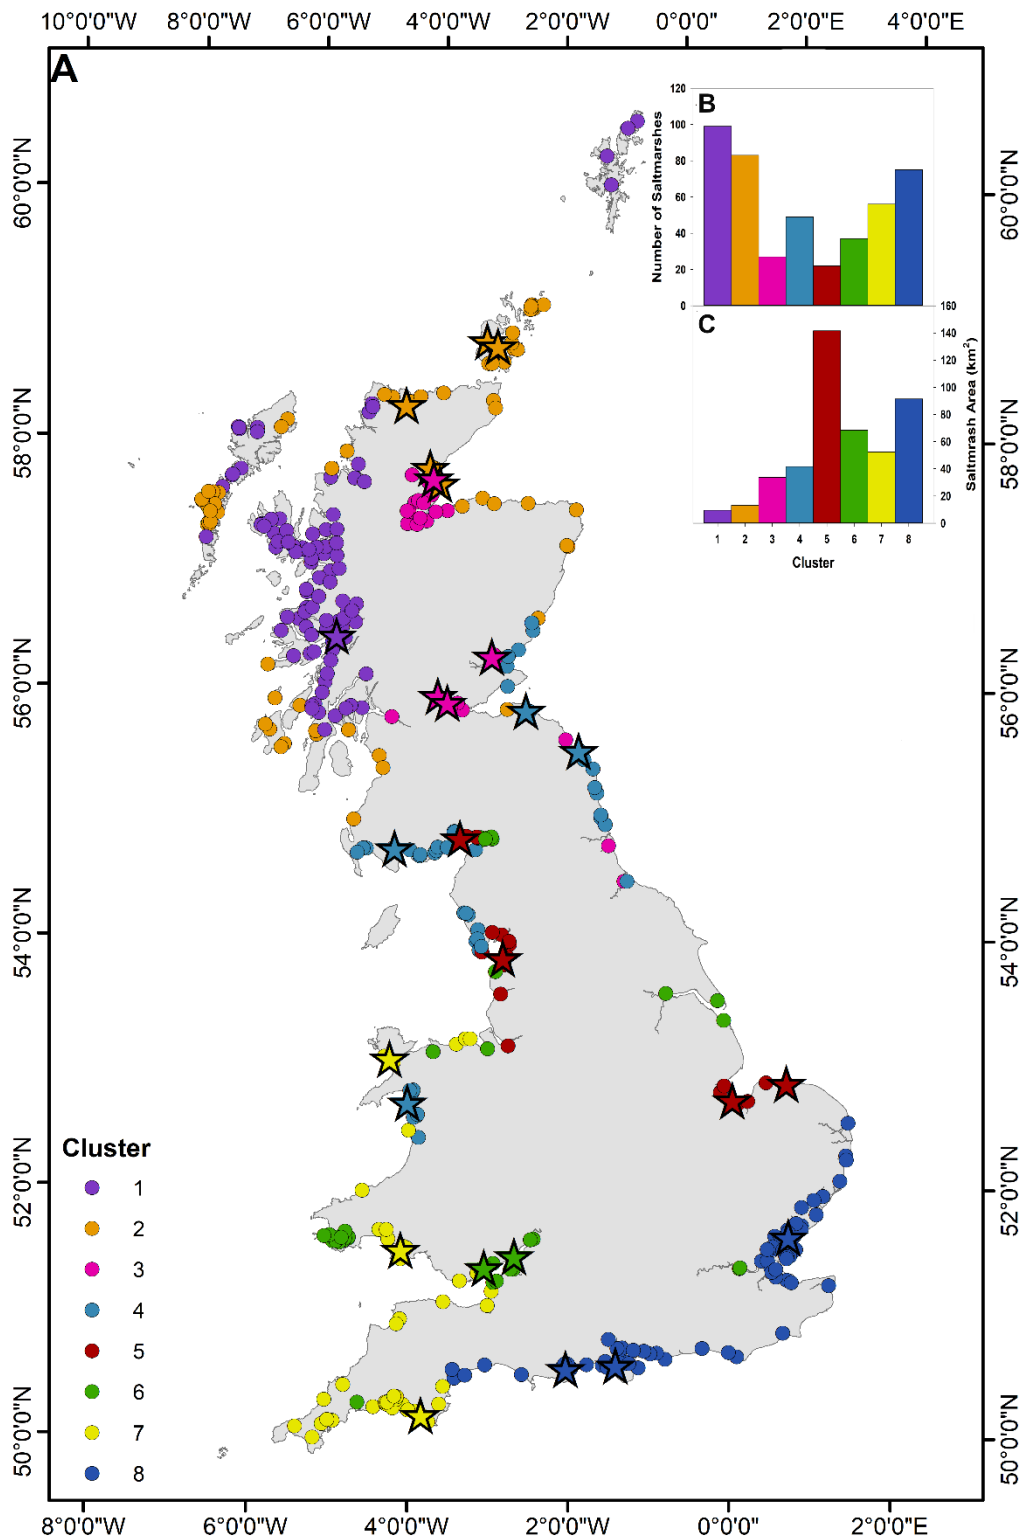 10°0'0"W 8°0'0"W 6°0'0"W 4°0'0"W 2°0'0"W 0°0'0" 2°0'0"E 4°0'0"E
A
B
Number of Saltmarshes
120
100
80
60
40
20
0
C
Saltmrash Area (km²)
160
140
120
100
80
60
40
20
0
1 2 3 4 5 6 7 8
Cluster
60°0'0"N
58°0'0"N
56°0'0"N
54°0'0"N
52°0'0"N
50°0'0"N
60°0'0"N
58°0'0"N
56°0'0"N
54°0'0"N
52°0'0"N
50°0'0"N
Cluster
1
2
3
4
5
6
7
8
8°0'0"W 6°0'0"W 4°0'0"W 2°0'0"W 0°0'0" 2°0'0"E